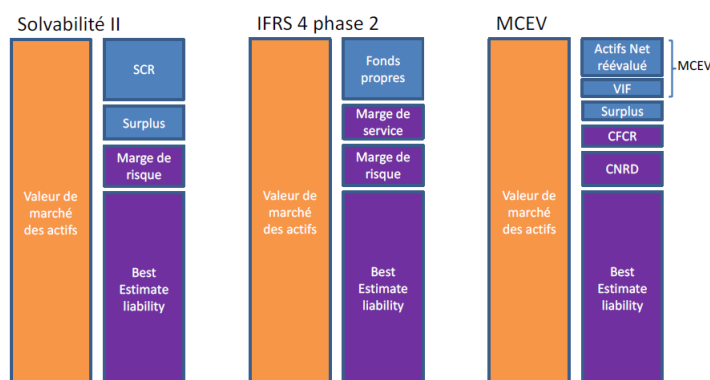 Solvabilité II
Valeur de
marché
des actifs
SCR
Surplus
Marge de
risque
Best
Estimate
liability
IFRS 4 phase 2
Valeur de
marché
des actifs
Fonds
propres
Marge de
service
Marge de
risque
Best
Estimate
liability
MCEV
Valeur de
marché
des actifs
Actifs Net
réévalué
VIF
MCEV
Surplus
CFCR
CNRD
Best
Estimate
liability